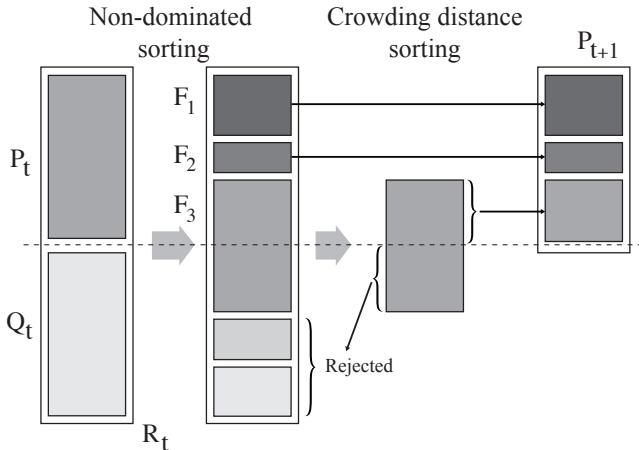 Non-dominated
sorting
Crowding distance
sorting
P_{t+1}
F_1
F_2
P_t
F_3
Q_t
Rejected
R_t